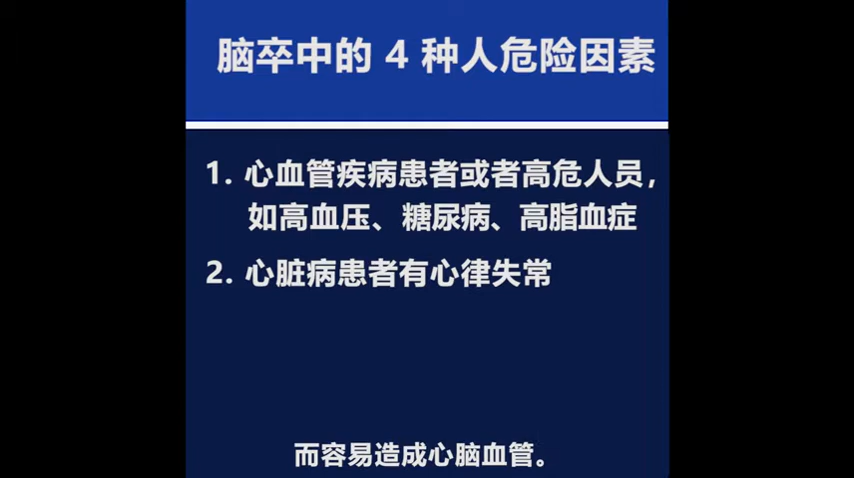 脑卒中的 4 种人危险因素
1. 心血管疾病患者或者高危人员，
如高血压、糖尿病、高脂血症
2. 心脏病患者有心律失常
而容易造成心脑血管。